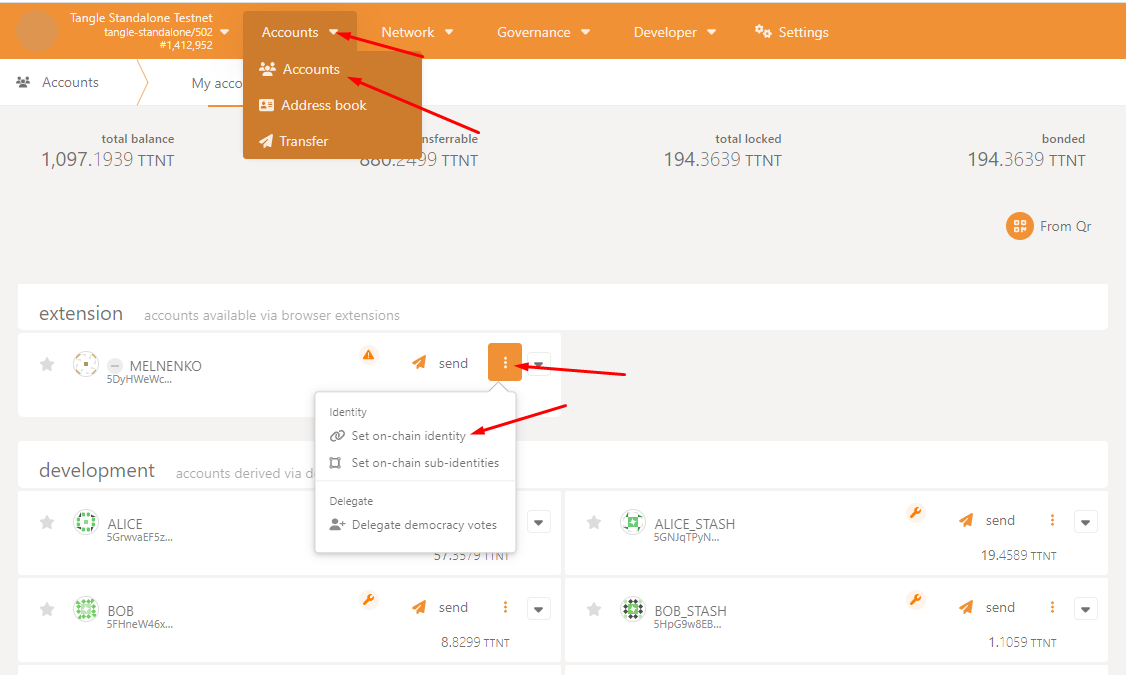 Tangle Standalone Testnet
tangle-standalone/502
#1,412,952
Accounts
Network
Governance
Developer
Settings
Accounts
Address book
Transfer
Accounts
My acco
total balance
1,097.1939 TTNT
nsferrable
880.2499 TTNT
total locked
194.3639 TTNT
bonded
194.3639 TTNT
From Qr
extension accounts available via browser extensions
MELNENKO
5DyHWeWc...
send
Identity
Set on-chain identity
Set on-chain sub-identities
Delegate
Delegate democracy votes
development accounts derived via d
ALICE
5GrwvaEF5z...
57.3579 TTNT
ALICE_STASH
5GNJqTPyN...
send
19.4589 TTNT
BOB
5FHneW46x...
send
8.8299 TTNT
BOB_STASH
5HpG9w8EB...
send
1.1059 TTNT